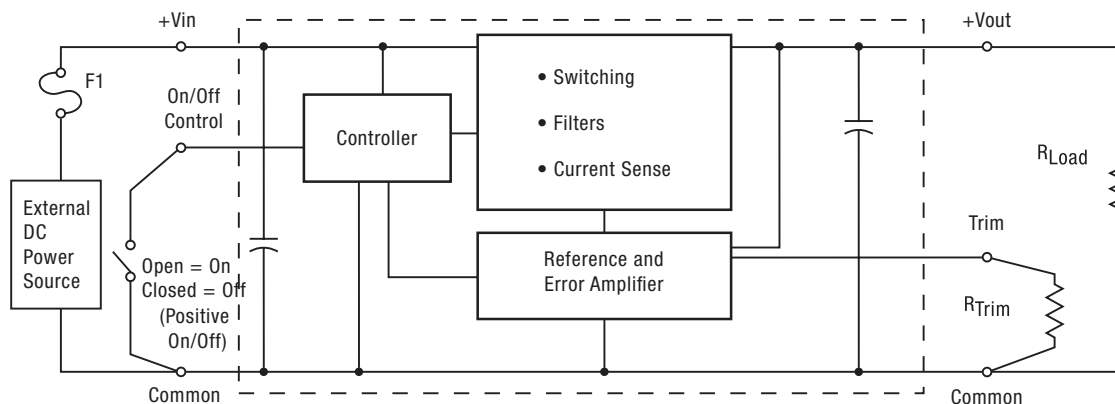 +Vin
+Vout
F1
On/Off
Control
Controller
• Switching
• Filters
• Current Sense
RLoad
External
DC
Power
Source
Open = On
Closed = Off
(Positive
On/Off)
Reference and
Error Amplifier
Trim
RTrim
Common
Common